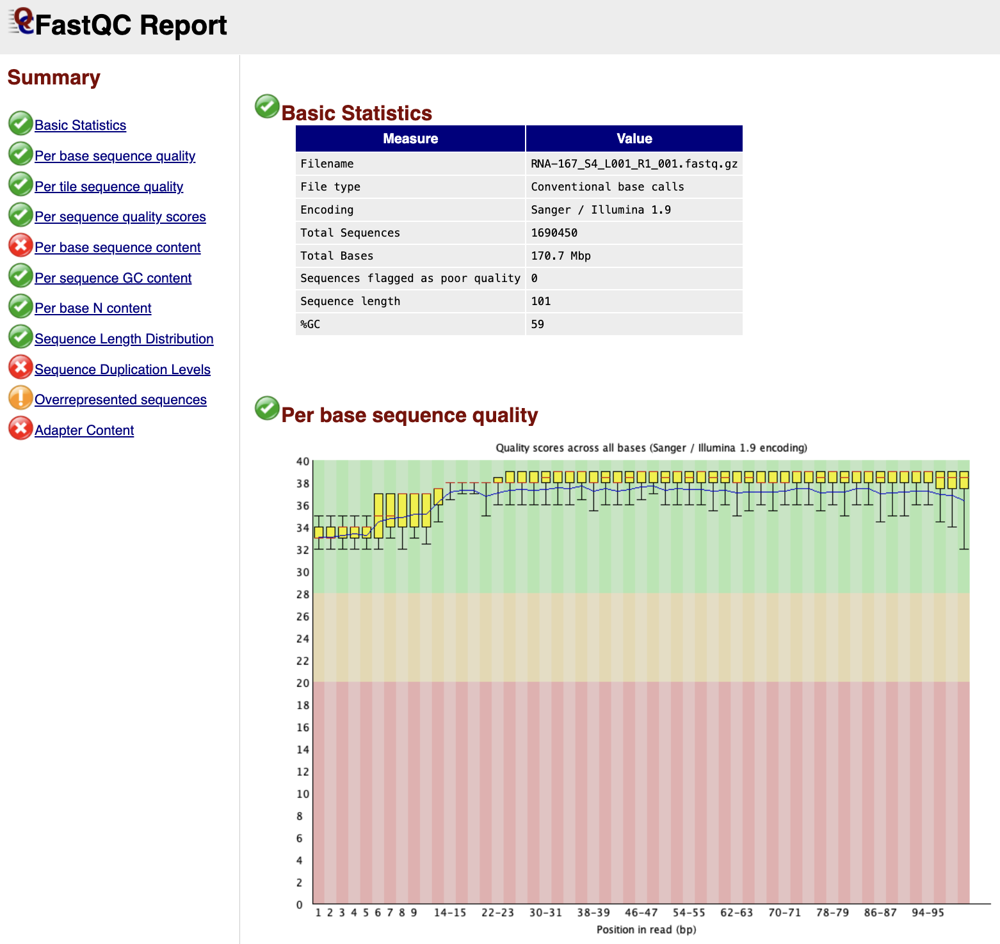 FastQC Report
Summary
Basic Statistics
Per base sequence quality
Per tile sequence quality
Per sequence quality scores
Per base sequence content
Per sequence GC content
Per base N content
Sequence Length Distribution
Sequence Duplication Levels
Overrepresented sequences
Adapter Content
Basic Statistics
Measure Value
Filename RNA-167_S4_L001_R1_001.fastq.gz
File type Conventional base calls
Encoding Sanger / Illumina 1.9
Total Sequences 1690450
Total Bases 170.7 Mbp
Sequences flagged as poor quality 0
Sequence length 101
%GC 59
Per base sequence quality
Quality scores across all bases (Sanger / Illumina 1.9 encoding)
40
38
36
34
32
30
28
26
24
22
20
18
16
14
12
10
8
6
4
2
0
1 2 3 4 5 6 7 8 9 14-15 22-23 30-31 38-39 46-47 54-55 62-63 70-71 78-79 86-87 94-95
Position in read (bp)